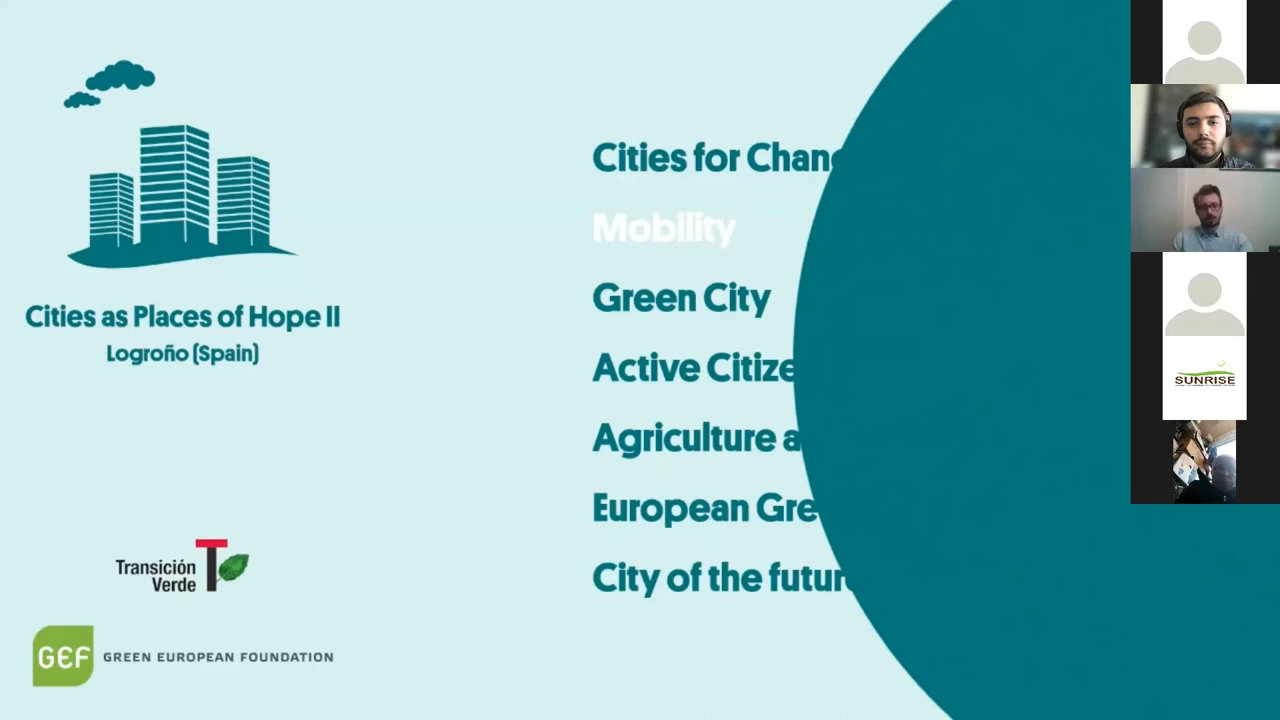 Cities as Places of Hope II
Logroño (Spain)
Transición
Verde
GEF GREEN EUROPEAN FOUNDATION
Cities for Chan
Mobility
Green City
Active Citize
Agriculture a
European Gre
City of the futur
SUNRISE